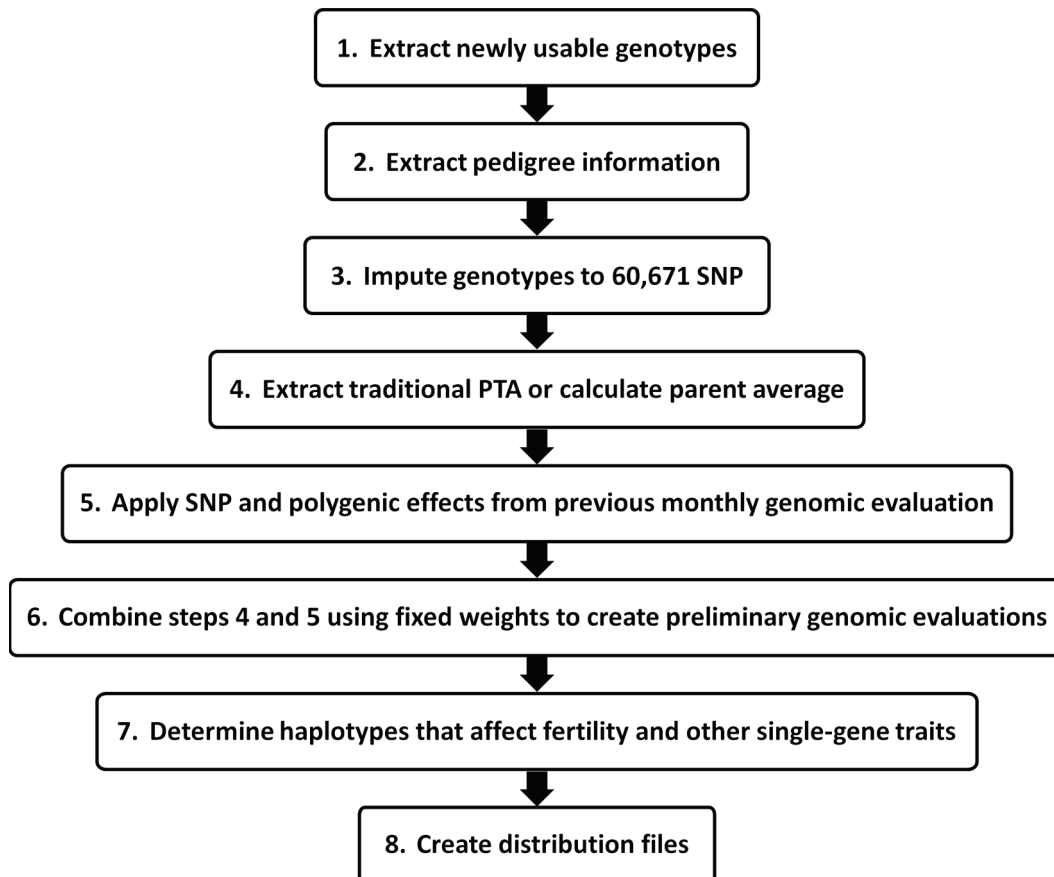 1. Extract newly usable genotypes
2. Extract pedigree information
3. Impute genotypes to 60,671 SNP
4. Extract traditional PTA or calculate parent average
5. Apply SNP and polygenic effects from previous monthly genomic evaluation
6. Combine steps 4 and 5 using fixed weights to create preliminary genomic evaluations
7. Determine haplotypes that affect fertility and other single-gene traits
8. Create distribution files